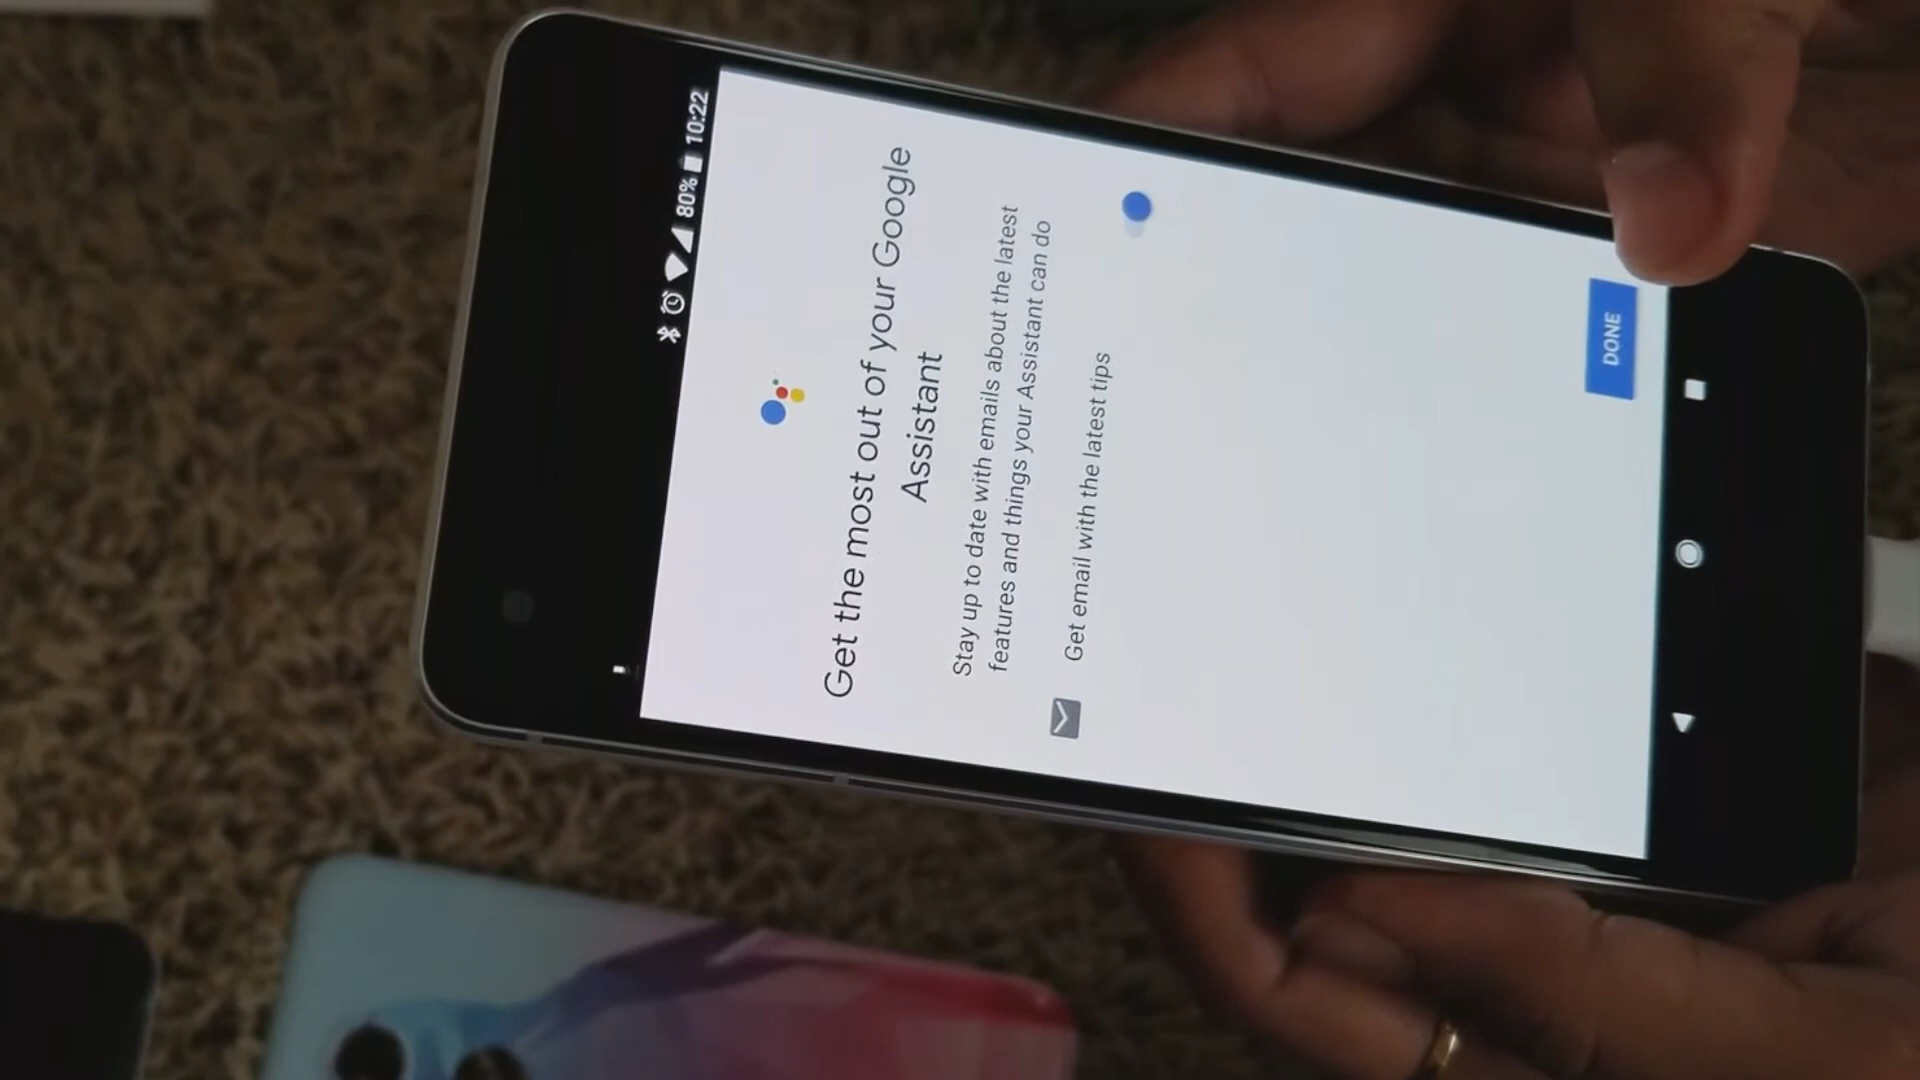 80% 10:22
Get the most out of your Google
Assistant
Stay up to date with emails about the latest
features and things your Assistant can do
Get email with the latest tips
DONE